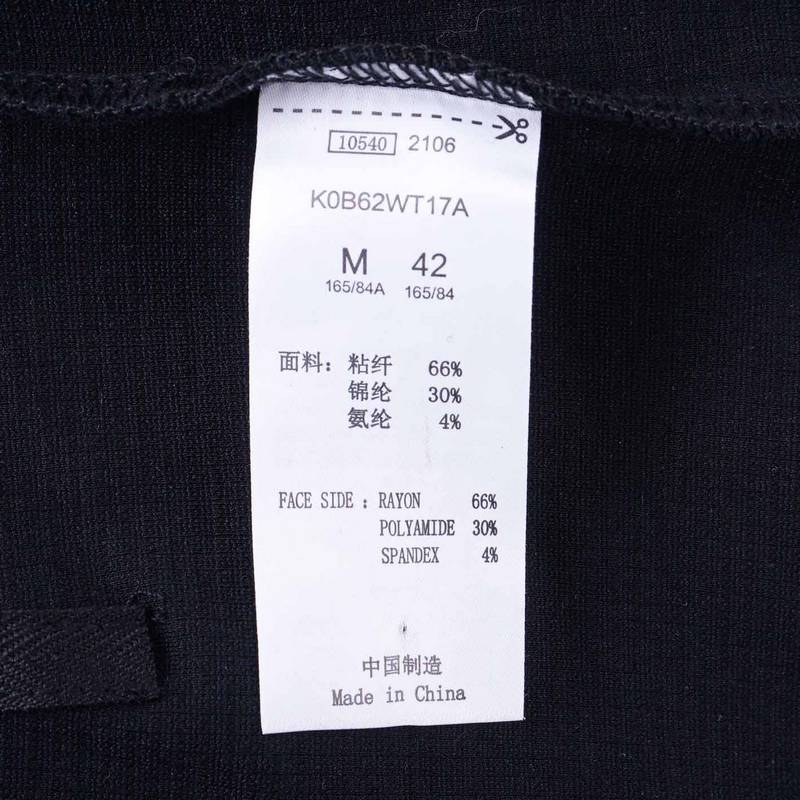 10540 2106
K0B62WT17A
M 42
165/84A 165/84
面料：粘纤 66%
锦纶 30%
氨纶 4%
FACE SIDE : RAYON 66%
POLYAMIDE 30%
SPANDEX 4%
中国制造
Made in China